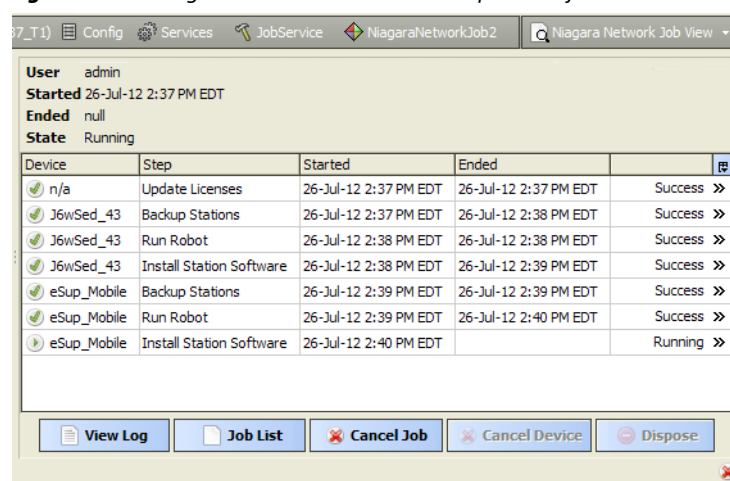 7_T1) Config Services JobService NiagaraNetworkJob2 Niagara Network Job View
User admin
Started 26-Jul-12 2:37 PM EDT
Ended null
State Running
Device Step Started Ended
n/a Update Licenses 26-Jul-12 2:37 PM EDT 26-Jul-12 2:37 PM EDT Success »
J6wSed_43 Backup Stations 26-Jul-12 2:37 PM EDT 26-Jul-12 2:38 PM EDT Success »
J6wSed_43 Run Robot 26-Jul-12 2:38 PM EDT 26-Jul-12 2:38 PM EDT Success »
J6wSed_43 Install Station Software 26-Jul-12 2:38 PM EDT 26-Jul-12 2:39 PM EDT Success »
eSup_Mobile Backup Stations 26-Jul-12 2:39 PM EDT 26-Jul-12 2:39 PM EDT Success »
eSup_Mobile Run Robot 26-Jul-12 2:39 PM EDT 26-Jul-12 2:40 PM EDT Success »
eSup_Mobile Install Station Software 26-Jul-12 2:40 PM EDT Running »
View Log Job List Cancel Job Cancel Device Dispose